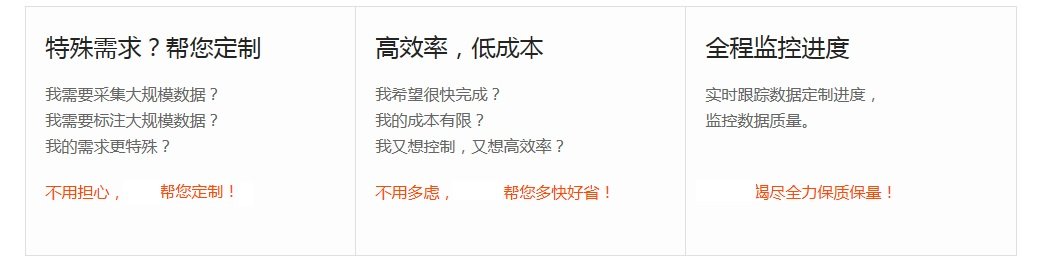 特殊需求？帮您定制
我需要采集大规模数据？
我需要标注大规模数据？
我的需求更特殊？
不用担心， 帮您定制！
高效率，低成本
我希望很快完成？
我的成本有限？
我又想控制，又想高效率？
不用多虑， 帮您多快好省！
全程监控进度
实时跟踪数据定制进度，
监控数据质量。
竭尽全力保质保量！